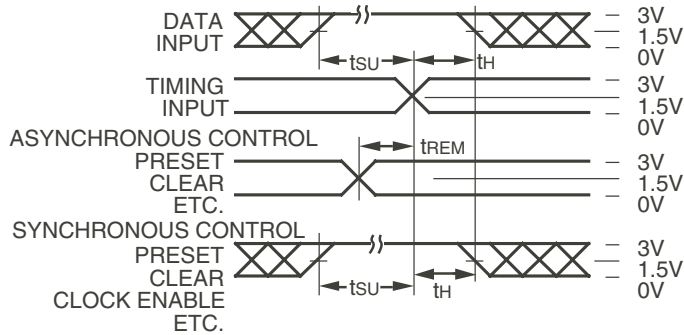 DATA
INPUT
3V
1.5V
0V
tSU
tH
TIMING
INPUT
3V
1.5V
0V
ASYNCHRONOUS CONTROL
PRESET
CLEAR
ETC.
tREM
3V
1.5V
0V
SYNCHRONOUS CONTROL
PRESET
CLEAR
CLOCK ENABLE
ETC.
tSU
tH
3V
1.5V
0V